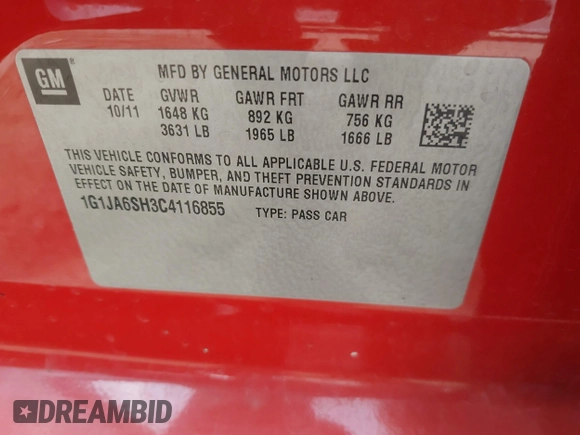 GM
®
MFD BY GENERAL MOTORS LLC
DATE GVWR GAWR FRT GAWR RR
10/11 1648 KG 892 KG 756 KG
3631 LB 1965 LB 1666 LB
THIS VEHICLE CONFORMS TO ALL APPLICABLE U.S. FEDERAL MOTOR
VEHICLE SAFETY, BUMPER, AND THEFT PREVENTION STANDARDS IN
EFFECT ON THE DATE OF MANUFACTURE SHOWN ABOVE.
1G1JA6SH3C4116855 TYPE: PASS CAR
DREAMBID